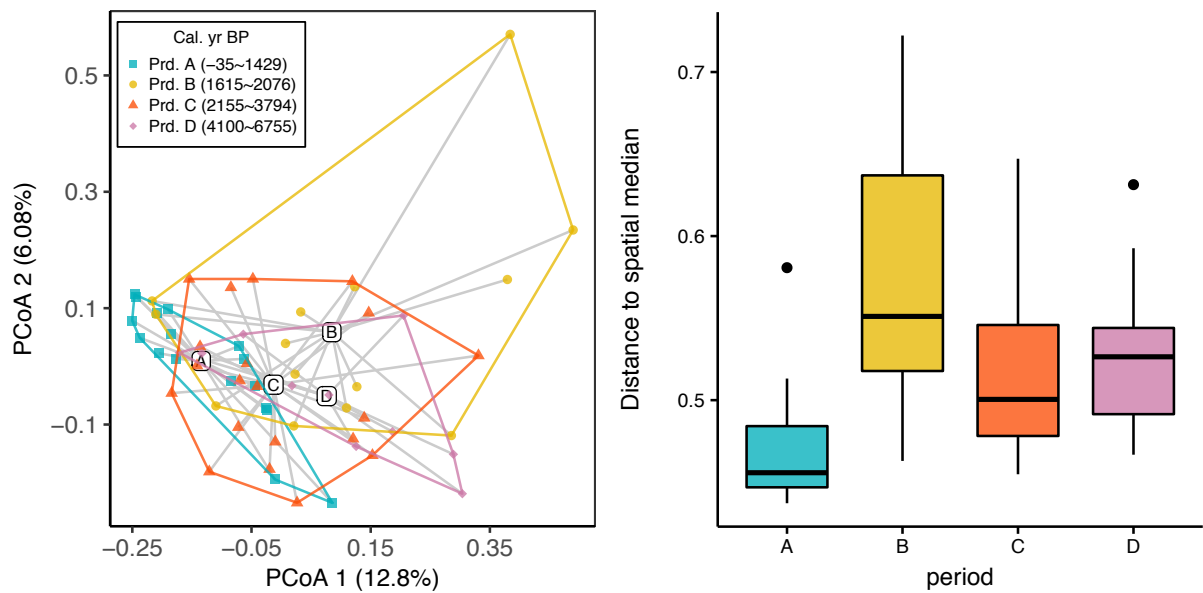 Cal. yr BP
Prd. A (−35~1429)
Prd. B (1615~2076)
Prd. C (2155~3794)
Prd. D (4100~6755)
PCoA 2 (6.08%)
0.5
0.3
0.1
−0.1
A
B
C
D
−0.25
−0.05
0.15
0.35
PCoA 1 (12.8%)
Distance to spatial median
0.7
0.6
0.5
A
B
C
D
period